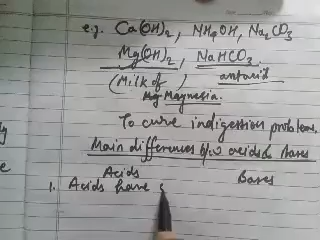 e.g. Ca(OH)2, NH4OH, Na2CO3
Mg(OH)2, NaHCO3.
(Milk of) antacid
Magnesia.
To cure indigestion problem.
Main differences b/w acids & Bases
Acids Bases
1. Acids have